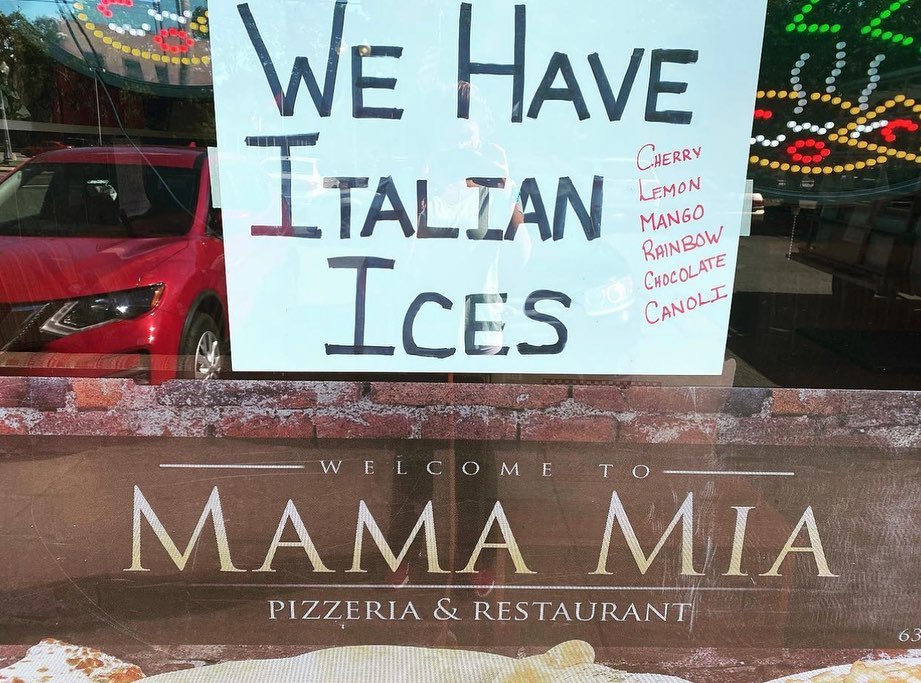 WE HAVE
ITALIAN
ICES
CHERRY
LEMON
MANGO
RAINBOW
CHOCOLATE
CANOLI
WELCOME TO
MAMA MIA
PIZZERIA & RESTAURANT
63